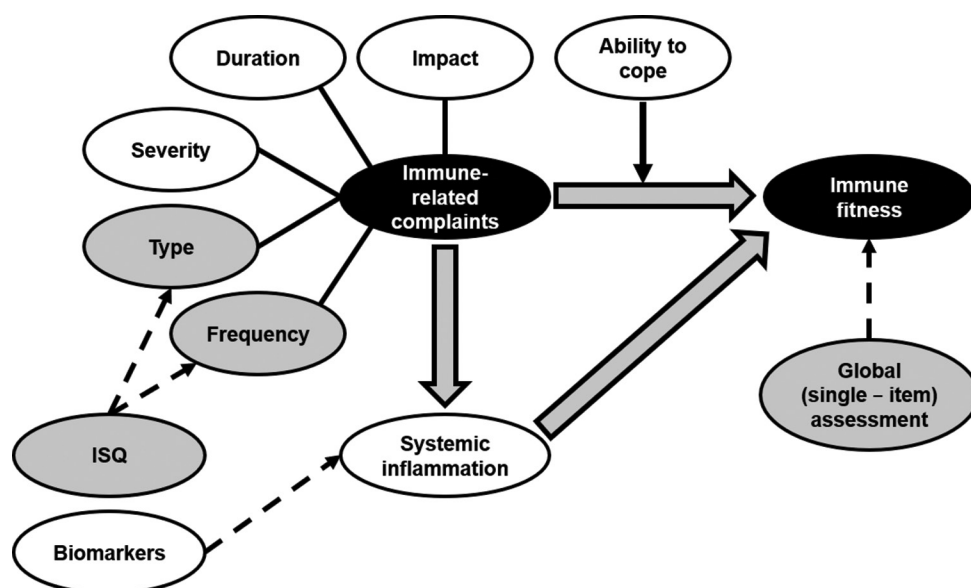 Duration
Impact
Ability to
cope
Severity
Immune-
related
complaints
Immune
fitness
Type
Frequency
Global
(single – item)
assessment
ISQ
Systemic
inflammation
Biomarkers